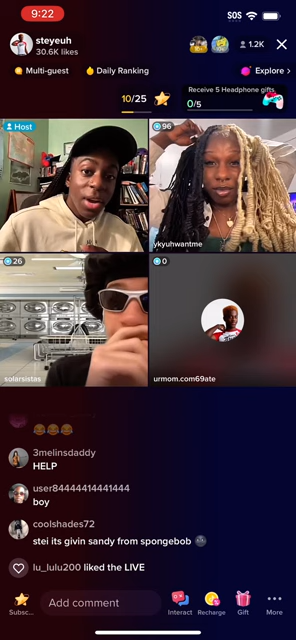 9:22
SOS
steyeuh
30.6K likes
1.2K
Multi-guest
Daily Ranking
Explore >
10/25
Receive 5 Headphone gifts
0/5
Host
96
ykyuhwantme
26
solarsistas
0
urmom.com69ate
3melinsdaddy
HELP
user84444414441444
boy
coolshades72
stei its givin sandy from spongebob
lu_lulu200 liked the LIVE
Subsc...
Add comment
Interact
Recharge
Gift
More